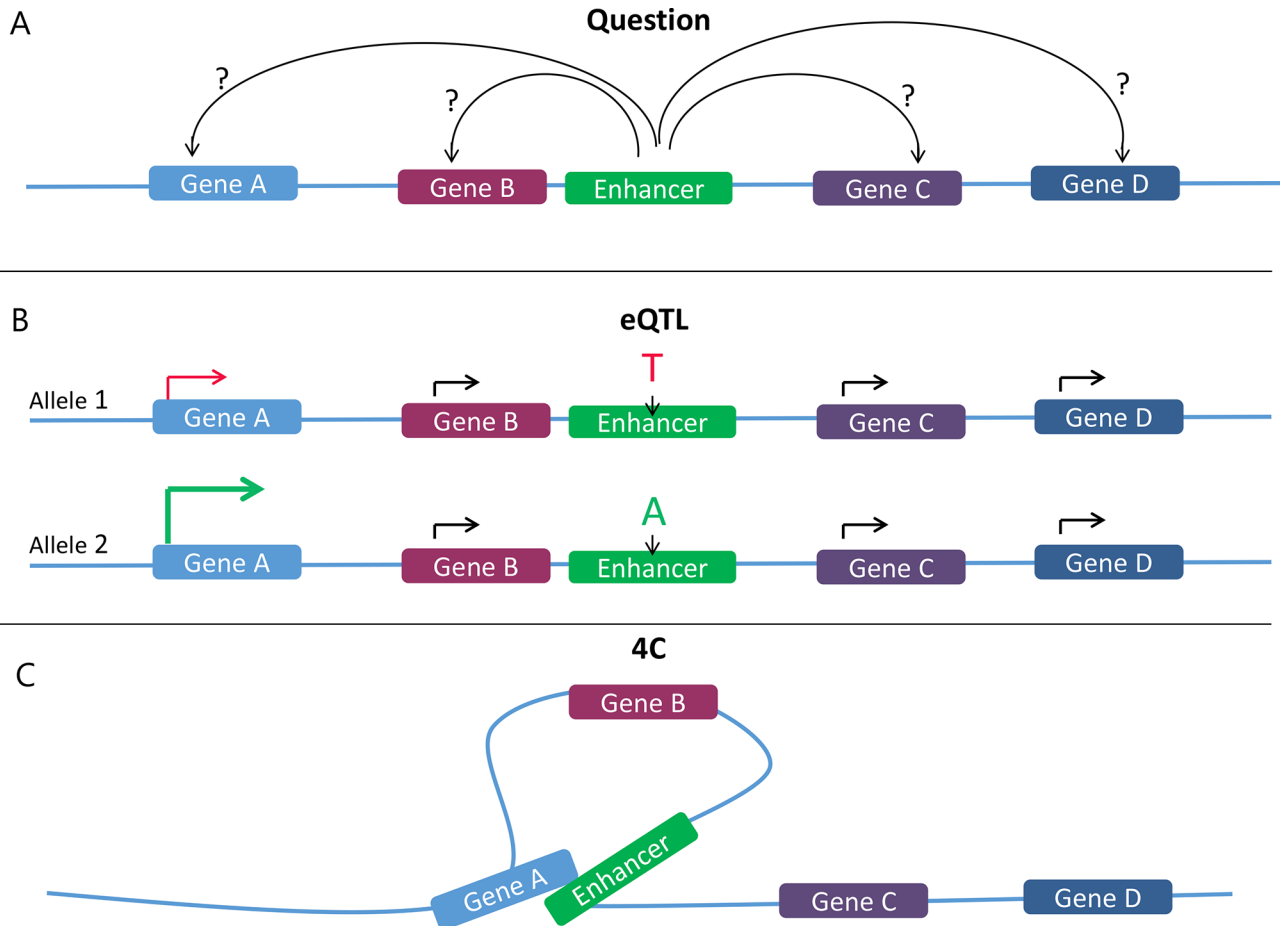 A
Question
? ? ? ?
Gene A Gene B Enhancer Gene C Gene D
B
eQTL
T
Allele 1
Gene A Gene B Enhancer Gene C Gene D
A
Allele 2
Gene A Gene B Enhancer Gene C Gene D
4C
C
Gene B
Gene A Enhancer Gene C Gene D